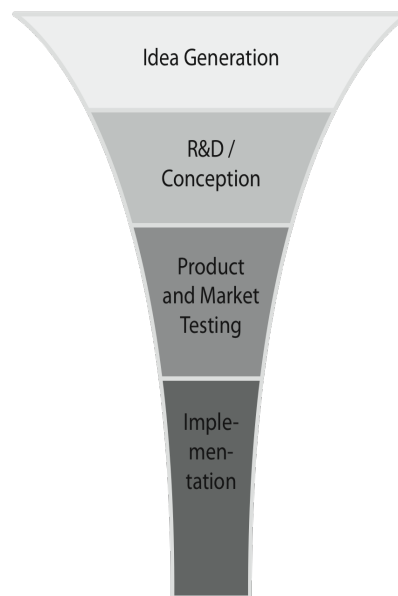 Idea Generation
R&D /
Conception
Product
and Market
Testing
Imple-
men-
tation